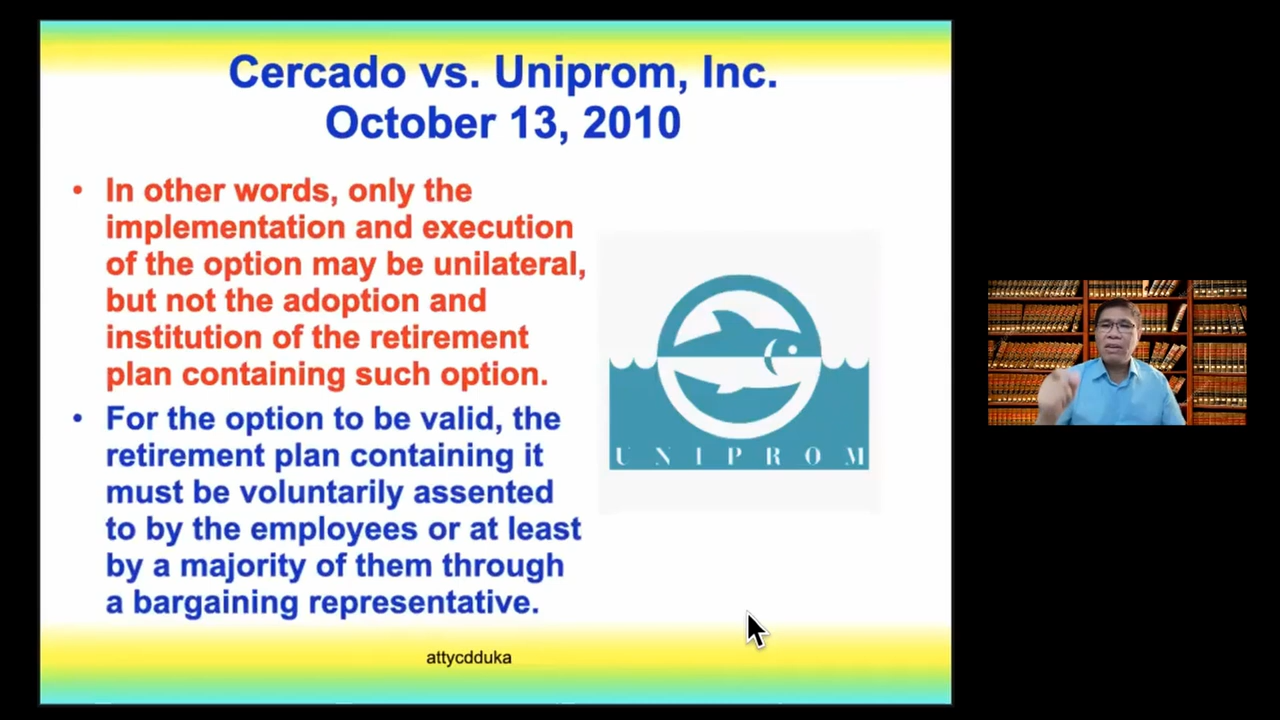 Cercado vs. Uniprom, Inc.
October 13, 2010
• In other words, only the
implementation and execution
of the option may be unilateral,
but not the adoption and
institution of the retirement
plan containing such option.
• For the option to be valid, the
retirement plan containing it
must be voluntarily assented
to by the employees or at least
by a majority of them through
a bargaining representative.
UNIPROM
attycdduka